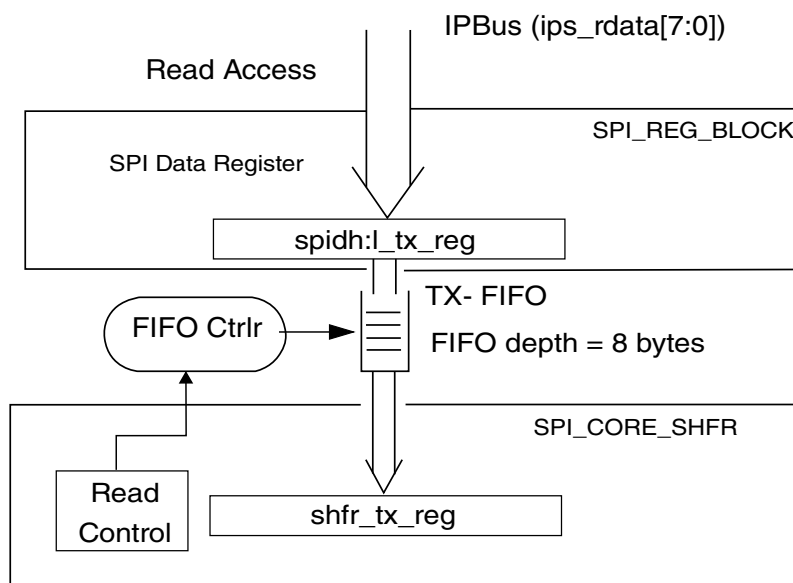 IPBus (ips_rdata[7:0])
Read Access
SPI_REG_BLOCK
SPI Data Register
spidh:l_tx_reg
TX- FIFO
FIFO Ctrlr
FIFO depth = 8 bytes
SPI_CORE_SHFR
Read
Control
shfr_tx_reg